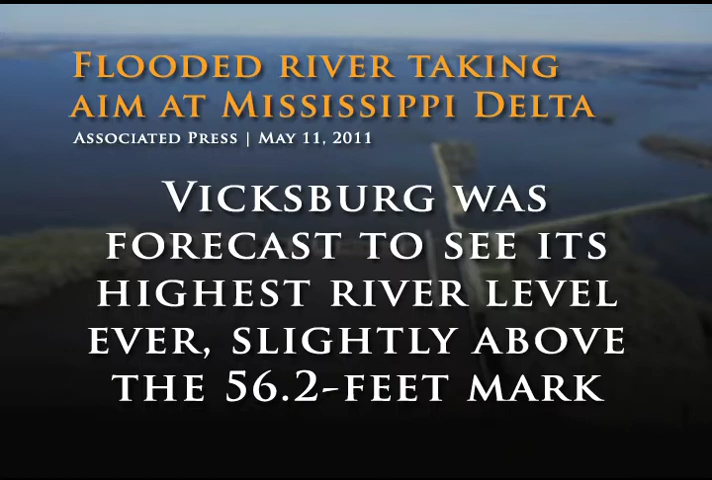 Flooded river taking
aim at Mississippi Delta
Associated Press | May 11, 2011
Vicksburg was
forecast to see its
highest river level
ever, slightly above
the 56.2-feet mark